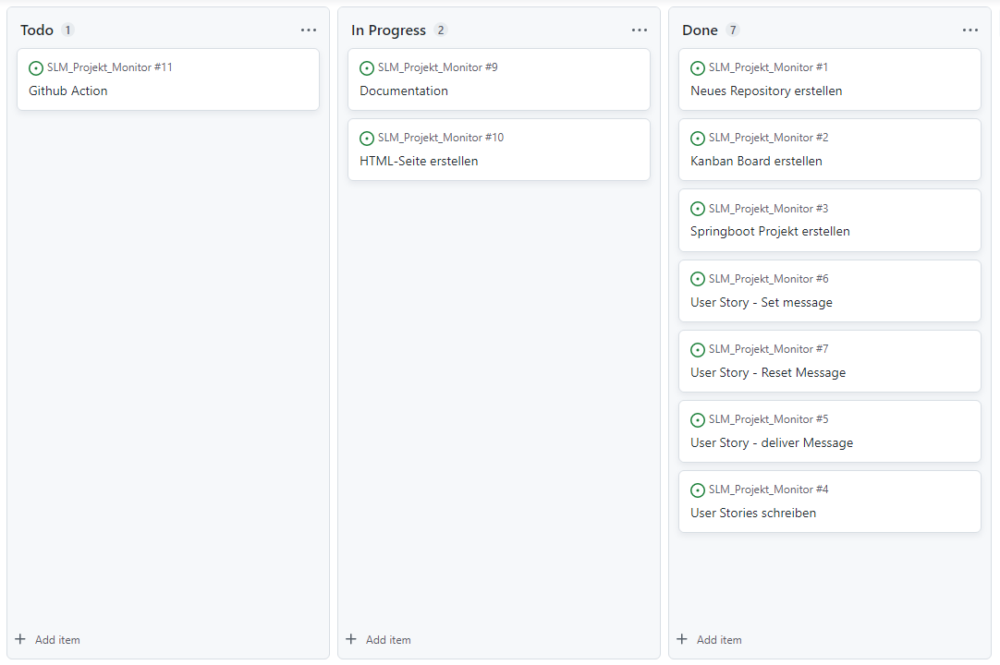 Todo 1
SLM_Projekt_Monitor #11
Github Action
Add item
In Progress 2
SLM_Projekt_Monitor #9
Documentation
SLM_Projekt_Monitor #10
HTML-Seite erstellen
Add item
Done 7
SLM_Projekt_Monitor #1
Neues Repository erstellen
SLM_Projekt_Monitor #2
Kanban Board erstellen
SLM_Projekt_Monitor #3
Springboot Projekt erstellen
SLM_Projekt_Monitor #6
User Story - Set message
SLM_Projekt_Monitor #7
User Story - Reset Message
SLM_Projekt_Monitor #5
User Story - deliver Message
SLM_Projekt_Monitor #4
User Stories schreiben
Add item